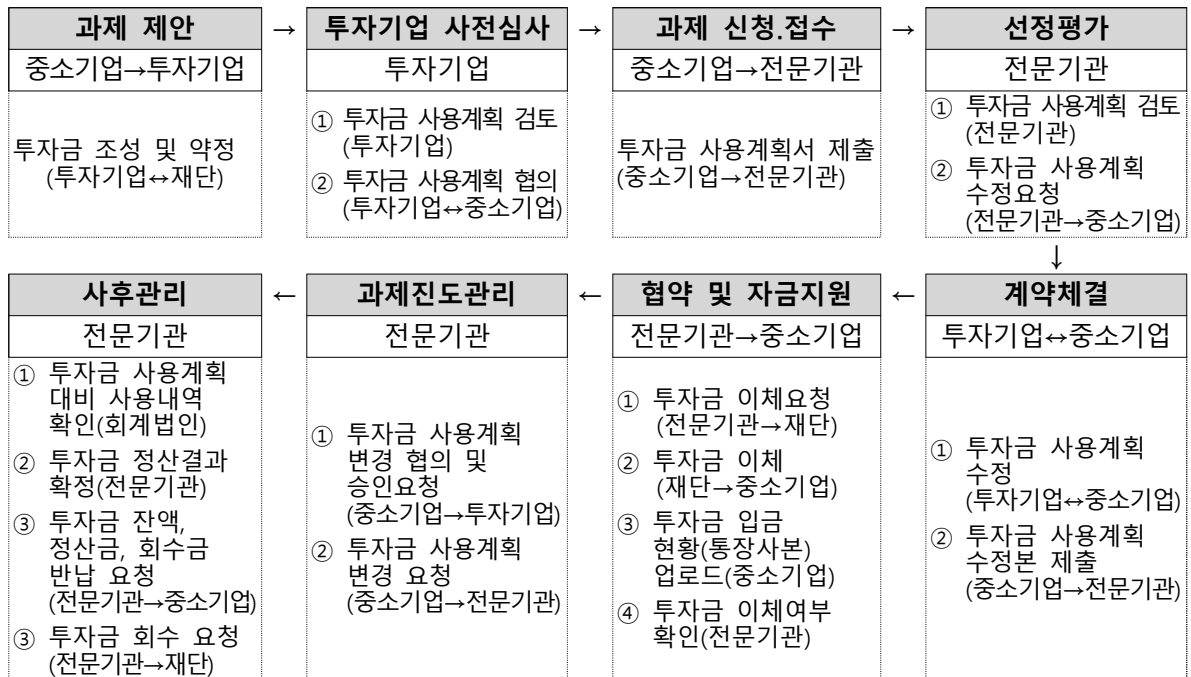 과제 제안
→
투자기업 사전심사
→
과제 신청.접수
→
선정평가
중소기업→투자기업
투자기업
중소기업→전문기관
전문기관
투자금 조성 및 약정
(투자기업↔재단)
① 투자금 사용계획 검토
(투자기업)
② 투자금 사용계획 협의
(투자기업↔중소기업)
투자금 사용계획서 제출
(중소기업→전문기관)
① 투자금 사용계획 검토
(전문기관)
② 투자금 사용계획
수정요청
(전문기관→중소기업)
↓
사후관리
←
과제진도관리
←
협약 및 자금지원
←
계약체결
전문기관
전문기관
전문기관→중소기업
투자기업↔중소기업
① 투자금 사용계획
대비 사용내역
확인(회계법인)
② 투자금 정산결과
확정(전문기관)
③ 투자금 잔액,
정산금, 회수금
반납 요청
(전문기관→중소기업)
③ 투자금 회수 요청
(전문기관→재단)
① 투자금 사용계획
변경 협의 및
승인요청
(중소기업→투자기업)
② 투자금 사용계획
변경 요청
(중소기업→전문기관)
① 투자금 이체요청
(전문기관→재단)
② 투자금 이체
(재단→중소기업)
③ 투자금 입금
현황(통장사본)
업로드(중소기업)
④ 투자금 이체여부
확인(전문기관)
① 투자금 사용계획
수정
(투자기업↔중소기업)
② 투자금 사용계획
수정본 제출
(중소기업→전문기관)